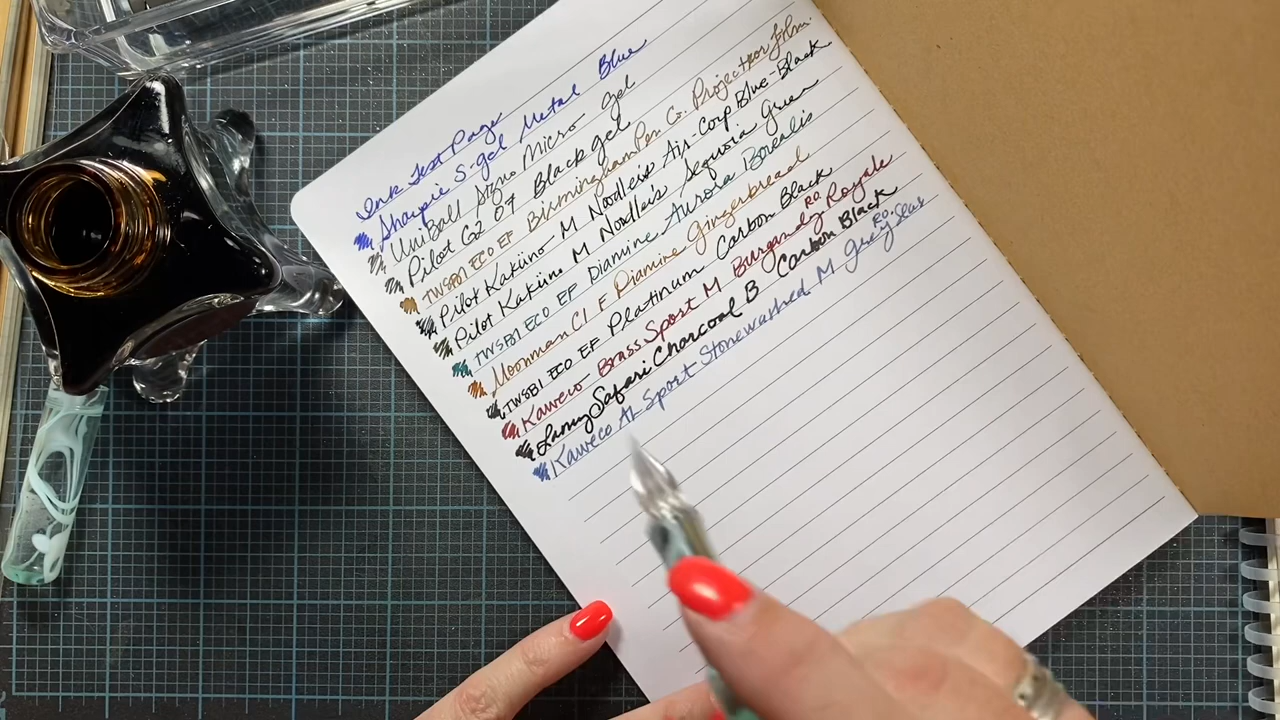 Ink Test Page
Sharpie S-gel Metal Blue
UniBall Signo Micro Gel
Pilot G2 07 Black gel
TWSBI ECO EF Birmingham Pen Co. Projector Film
Pilot Kaküno M Noodler's Air-Corp Blue-Black
Pilot Kaküno M Noodler's Sequoia Green
TWSBI ECO EF Diamine Aurora Borealis
Moonman C1 F Diamine Gingerbread
TWSBI ECO EF Platinum Carbon Black
Kaweco Brass Sport M Burgundy R.O. Royale
Lamy Safari Charcoal B Carbon Black
Kaweco AL Sport Stonewashed M Grey R.O. Seas